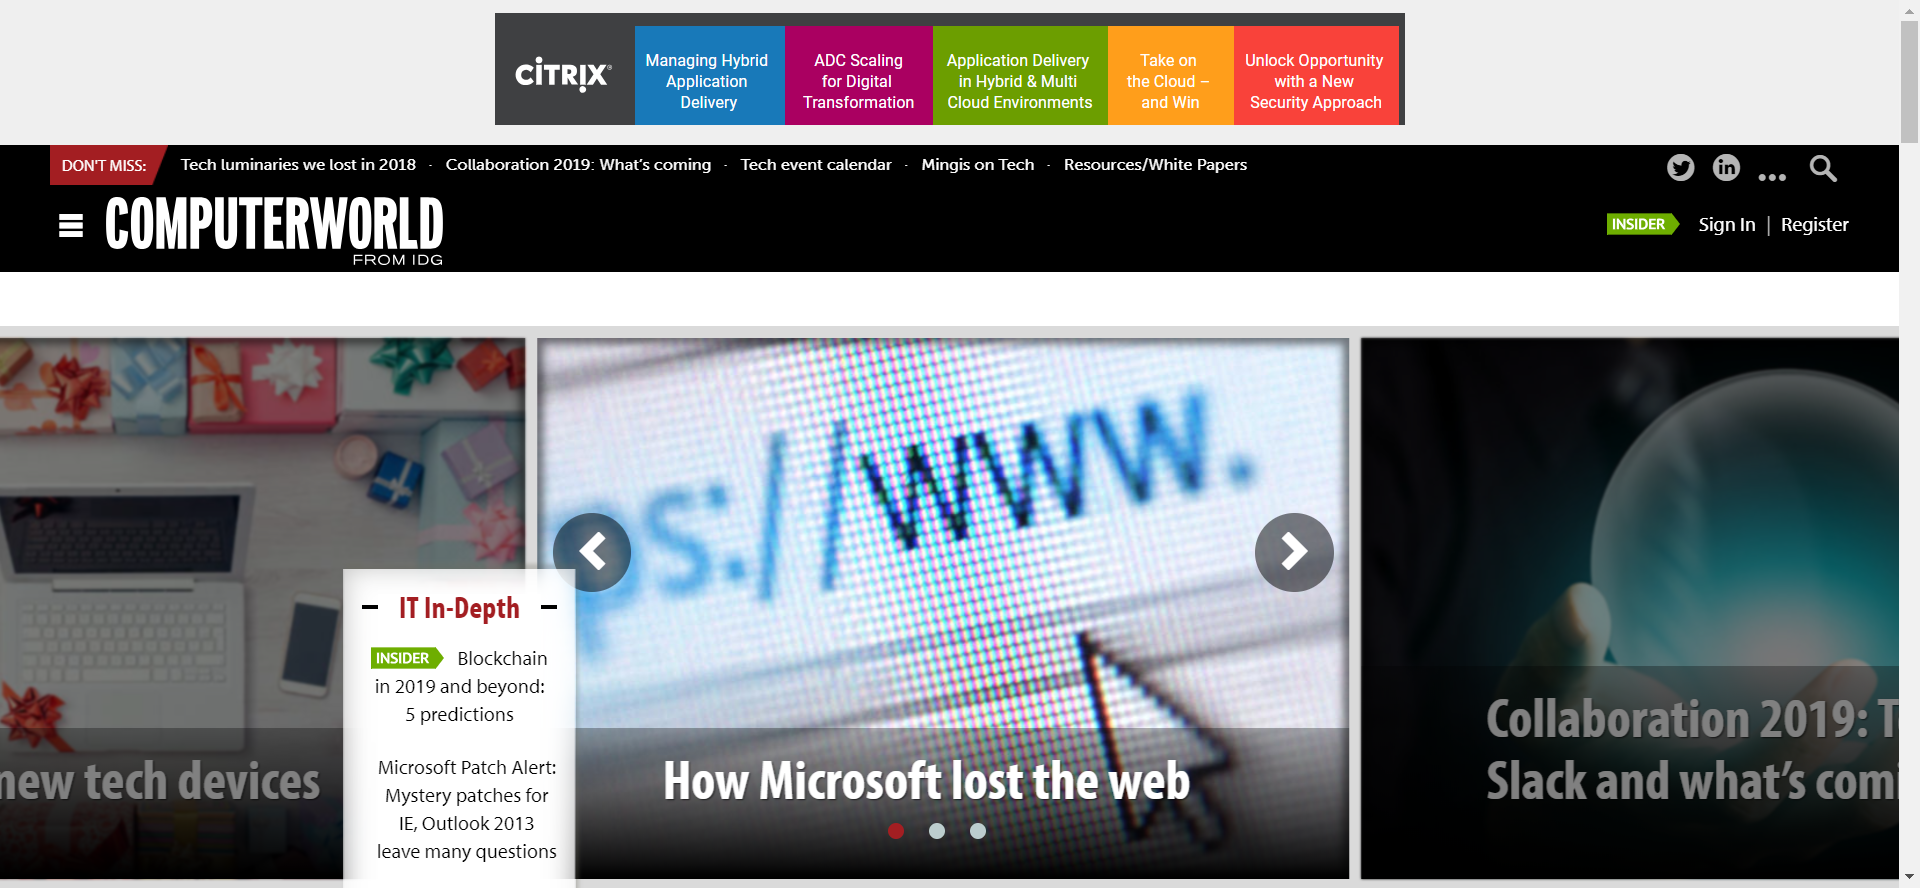 CITRIX
Managing Hybrid
Application
Delivery
ADC Scaling
for Digital
Transformation
Application Delivery
in Hybrid & Multi
Cloud Environments
Take on
the Cloud –
and Win
Unlock Opportunity
with a New
Security Approach
DON'T MISS:
Tech luminaries we lost in 2018 · Collaboration 2019: What’s coming · Tech event calendar · Mingis on Tech · Resources/White Papers
in
COMPUTERWORLD
FROM IDG
INSIDER Sign In | Register
ps://www.
IT In-Depth
INSIDER Blockchain
in 2019 and beyond:
5 predictions
Microsoft Patch Alert:
Mystery patches for
IE, Outlook 2013
leave many questions
new tech devices
How Microsoft lost the web
Collaboration 2019: T
Slack and what’s comi